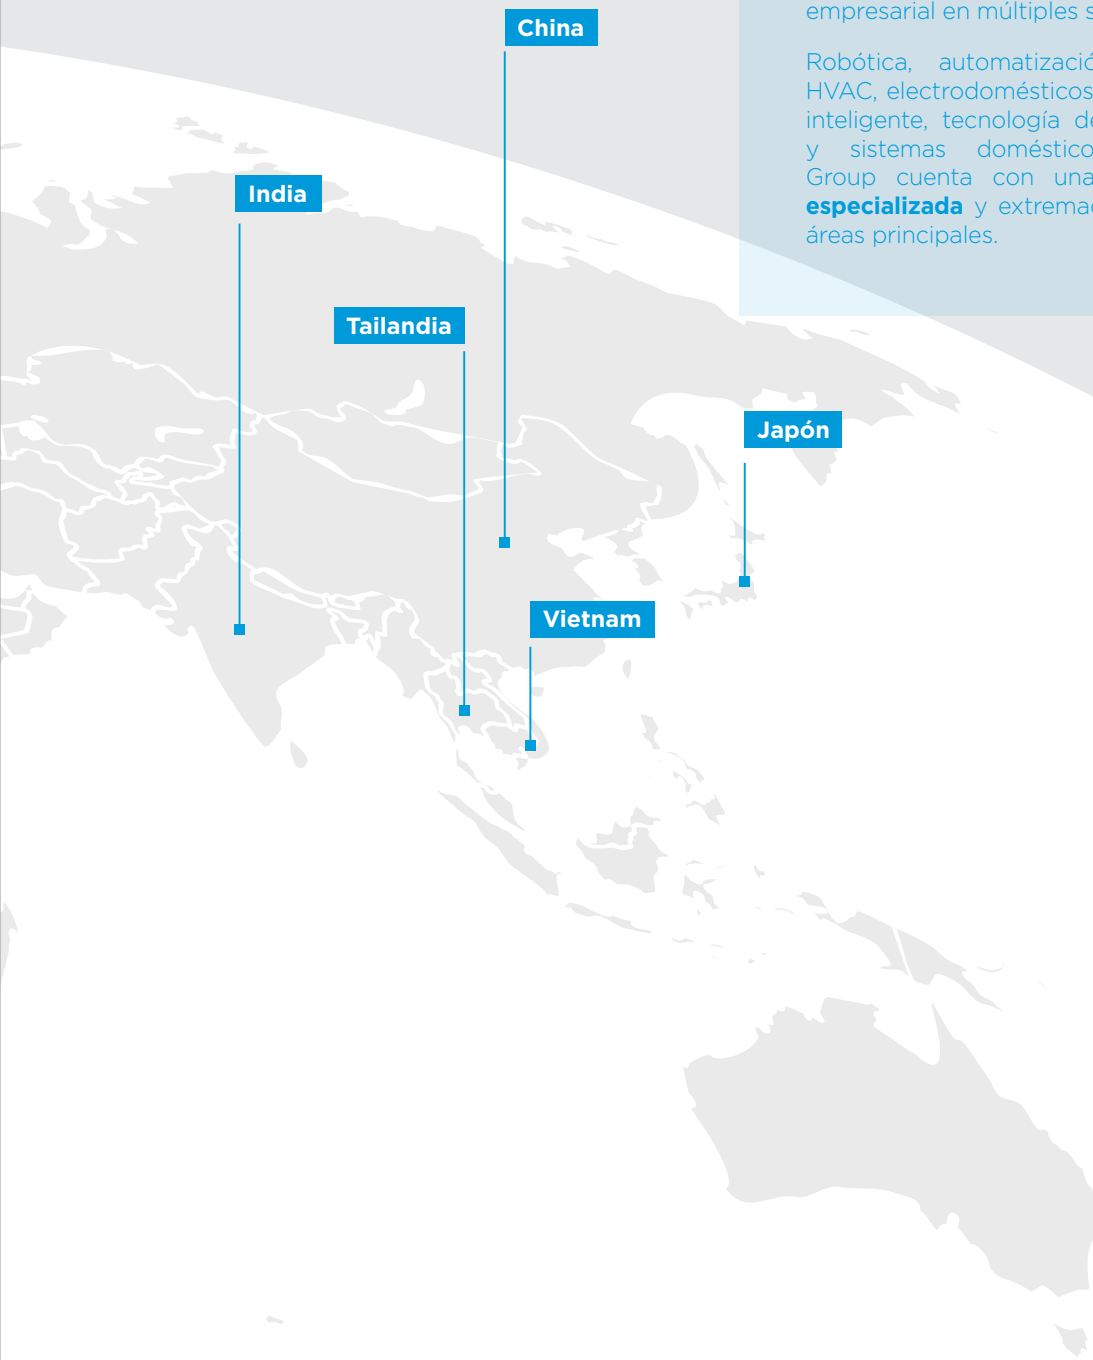 China
empresarial en múltiples
Robótica, automatizació
HVAC, electrodomésticos
inteligente, tecnología de
y sistemas doméstico
Group cuenta con una
especializada y extremad
áreas principales.
India
Tailandia
Japón
Vietnam